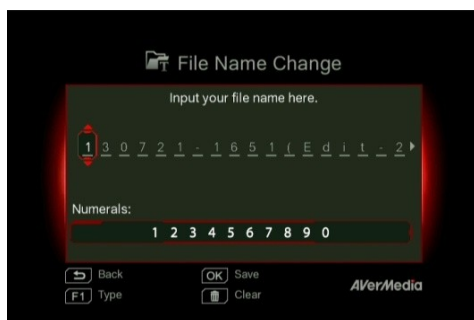 File Name Change
Input your file name here.
130721-1651(Edit-2
Numerals:
1 2 3 4 5 6 7 8 9 0
Back
OK Save
F1 Type
Clear
AVerMedia